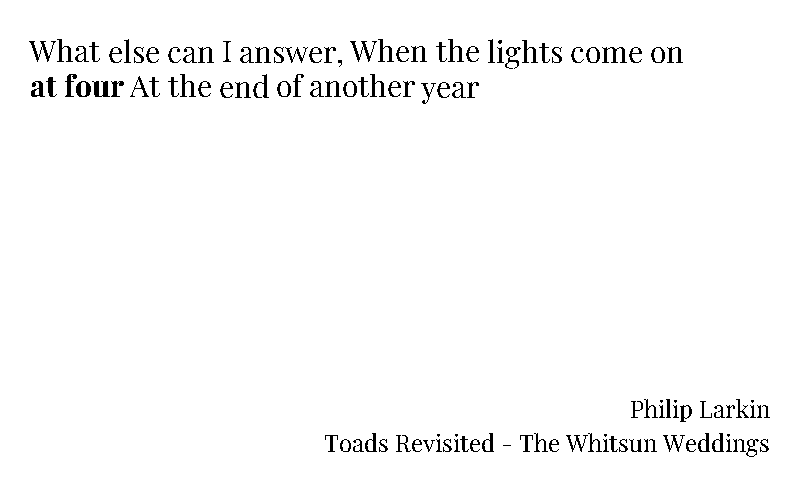 What else can I answer, When the lights come on
at four At the end of another year
Philip Larkin
Toads Revisited - The Whitsun Weddings